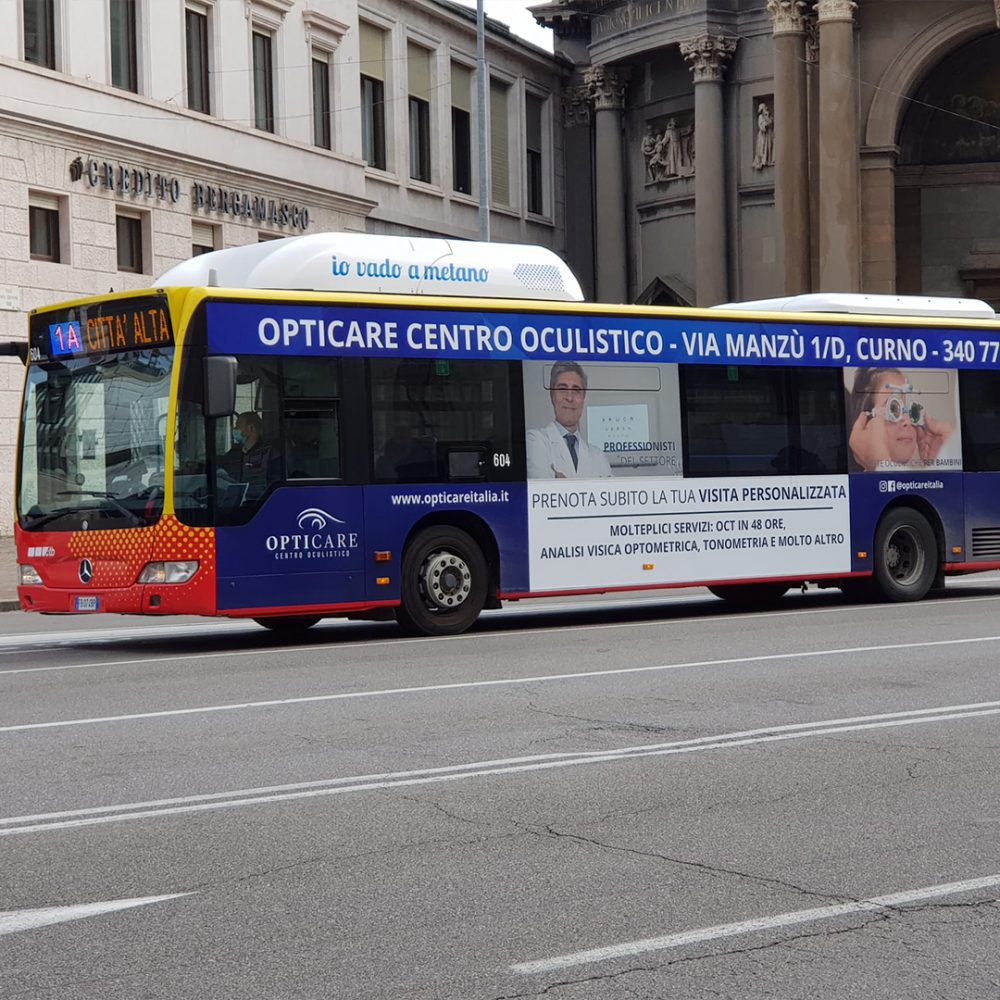 CREDITO BERGAMASCO
io vado a metano
1A CITTA' ALTA
604
OPTICARE CENTRO OCULISTICO - VIA MANZÙ 1/D, CURNO - 340 77
604
PROFESSIONISTI
DEL SETTORE
www.opticareitalia.it
@opticareitalia
OPTICARE
CENTRO OCULISTICO
PRENOTA SUBITO LA TUA VISITA PERSONALIZZATA
MOLTEPLICI SERVIZI: OCT IN 48 ORE,
ANALISI VISICA OPTOMETRICA, TONOMETRIA E MOLTO ALTRO